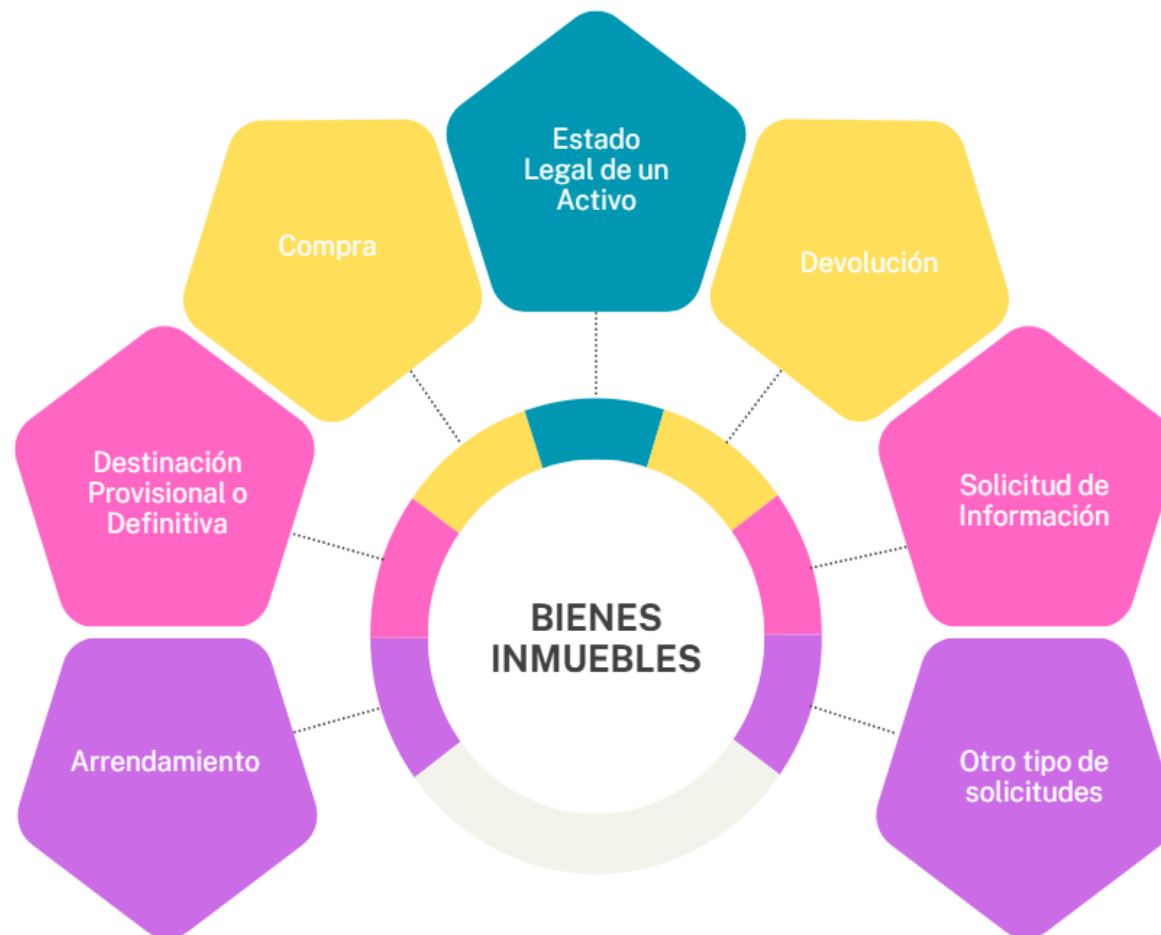 Estado
Legal de un
Activo
Compra
Devolución
Destinación
Provisional o
Definitiva
Solicitud de
Información
BIENES
INMUEBLES
Arrendamiento
Otro tipo de
solicitudes